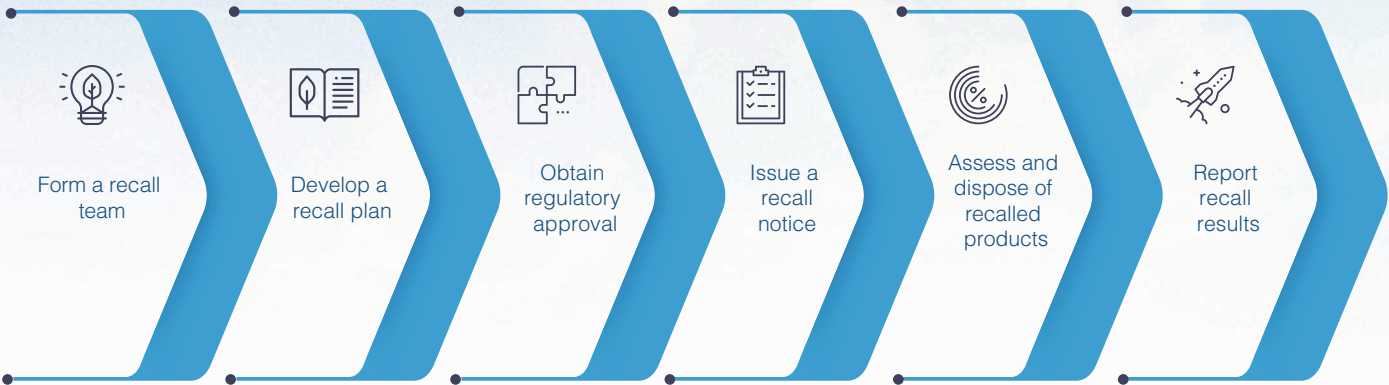 Form a recall
team
Develop a
recall plan
Obtain
regulatory
approval
Issue a
recall
notice
Assess and
dispose of
recalled
products
Report
recall
results